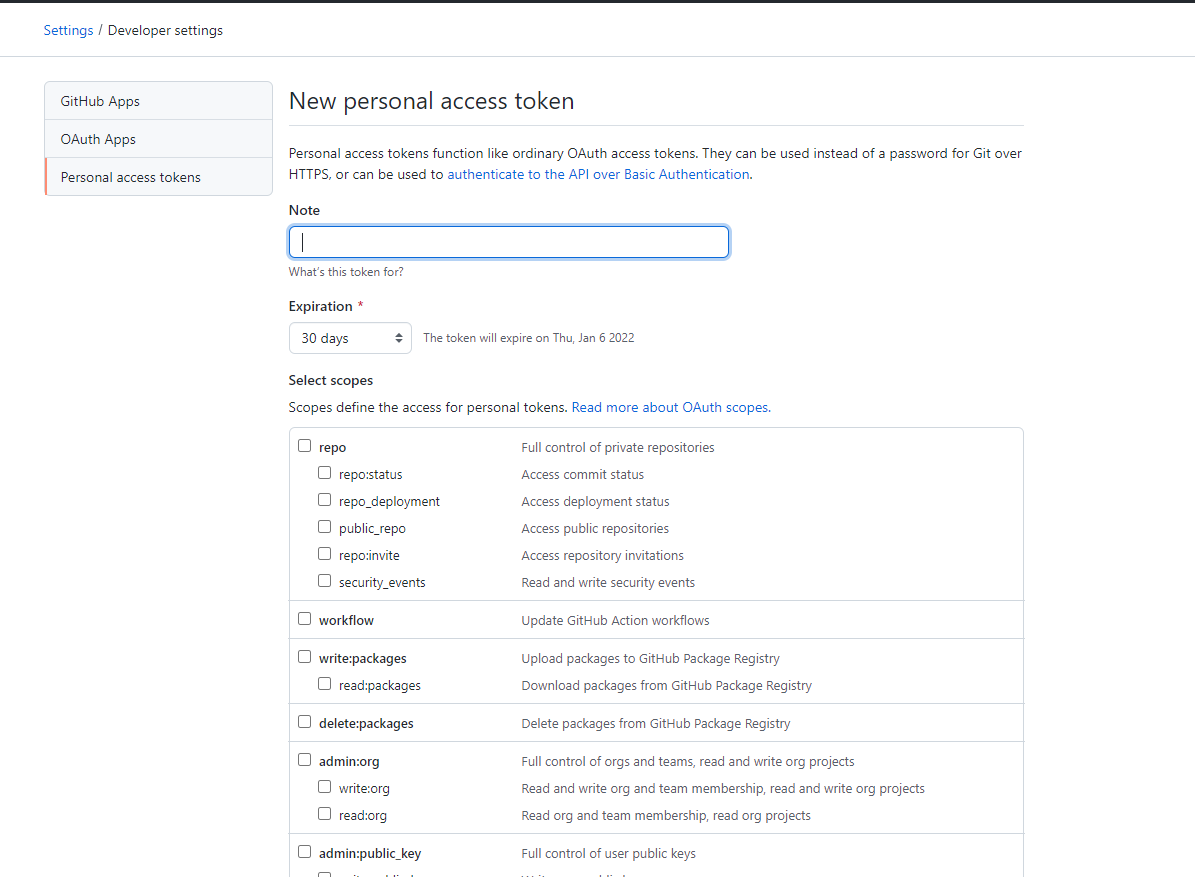 Settings / Developer settings
GitHub Apps
OAuth Apps
Personal access tokens
New personal access token
Personal access tokens function like ordinary OAuth access tokens. They can be used instead of a password for Git over
HTTPS, or can be used to authenticate to the API over Basic Authentication.
Note
What's this token for?
Expiration *
30 days The token will expire on Thu, Jan 6 2022
Select scopes
Scopes define the access for personal tokens. Read more about OAuth scopes.
repo Full control of private repositories
repo:status Access commit status
repo_deployment Access deployment status
public_repo Access public repositories
repo:invite Access repository invitations
security_events Read and write security events
workflow Update GitHub Action workflows
write:packages Upload packages to GitHub Package Registry
read:packages Download packages from GitHub Package Registry
delete:packages Delete packages from GitHub Package Registry
admin:org Full control of orgs and teams, read and write org projects
write:org Read and write org and team membership, read and write org projects
read:org Read org and team membership, read org projects
admin:public_key Full control of user public keys